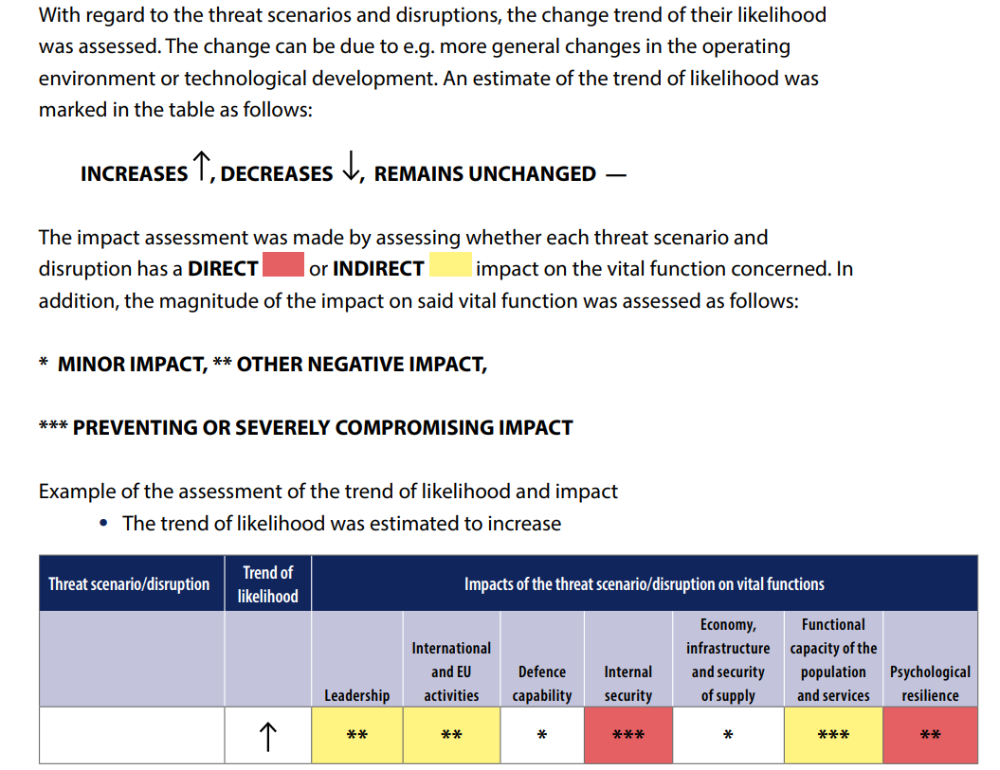 With regard to the threat scenarios and disruptions, the change trend of their likelihood
was assessed. The change can be due to e.g. more general changes in the operating
environment or technological development. An estimate of the trend of likelihood was
marked in the table as follows:
INCREASES ↑, DECREASES ↓, REMAINS UNCHANGED —
The impact assessment was made by assessing whether each threat scenario and
disruption has a DIRECT or INDIRECT impact on the vital function concerned. In
addition, the magnitude of the impact on said vital function was assessed as follows:
* MINOR IMPACT, ** OTHER NEGATIVE IMPACT,
*** PREVENTING OR SEVERELY COMPROMISING IMPACT
Example of the assessment of the trend of likelihood and impact
• The trend of likelihood was estimated to increase
Threat scenario/disruption
Trend of
likelihood
Impacts of the threat scenario/disruption on vital functions
Leadership
International
and EU
activities
Defence
capability
Internal
security
Economy,
infrastructure
and security
of supply
Functional
capacity of the
population
and services
Psychological
resilience
↑ ** ** * *** * *** **